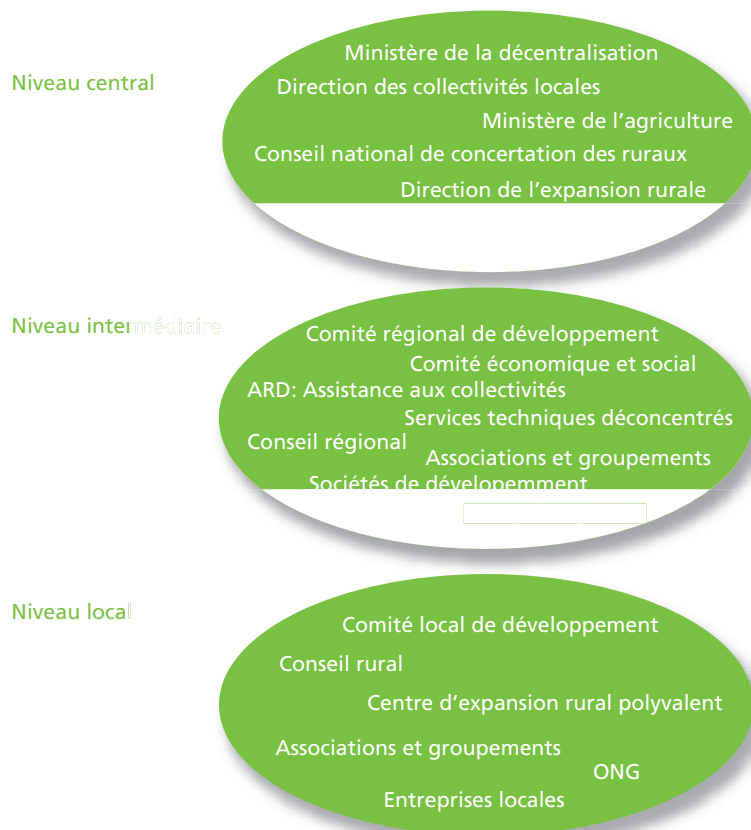 Niveau central
Ministère de la décentralisation
Direction des collectivités locales
Ministère de l'agriculture
Conseil national de concertation des ruraux
Direction de l'expansion rurale
Niveau intermédiaire
Comité régional de développement
Comité économique et social
ARD: Assistance aux collectivités
Services techniques déconcentrés
Conseil régional
Associations et groupements
Sociétés de dévelopemment
Niveau local
Comité local de développement
Conseil rural
Centre d'expansion rural polyvalent
Associations et groupements
ONG
Entreprises locales